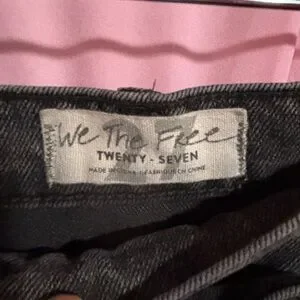 We The Free
TWENTY - SEVEN
MADE IN CHINA / FABRIQUÉ EN CHINE